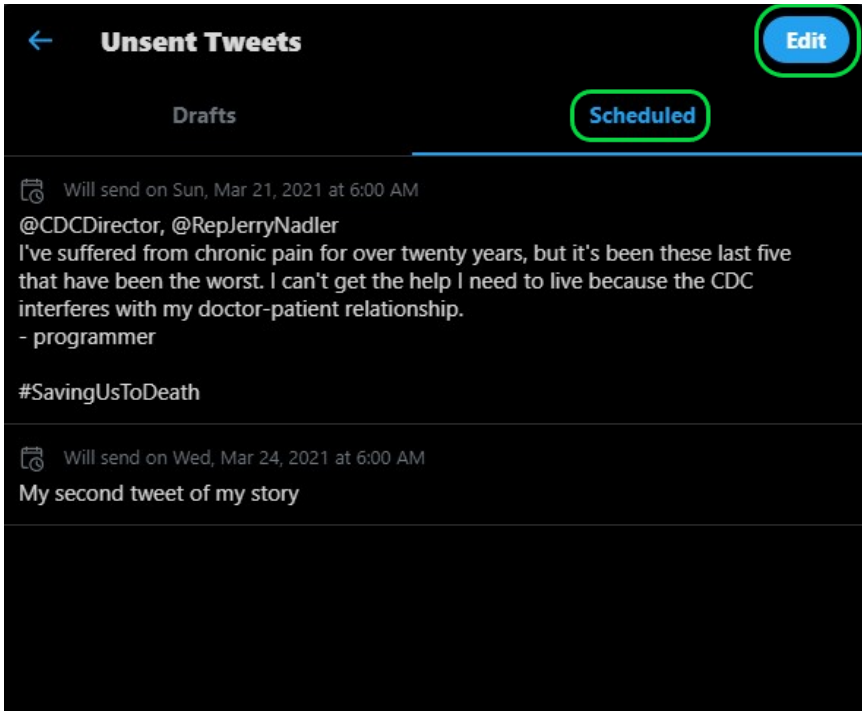 Unsent Tweets
Edit
Drafts
Scheduled
Will send on Sun, Mar 21, 2021 at 6:00 AM
@CDCDirector, @RepJerryNadler
I've suffered from chronic pain for over twenty years, but it's been these last five
that have been the worst. I can't get the help I need to live because the CDC
interferes with my doctor-patient relationship.
- programmer
#SavingUsToDeath
Will send on Wed, Mar 24, 2021 at 6:00 AM
My second tweet of my story